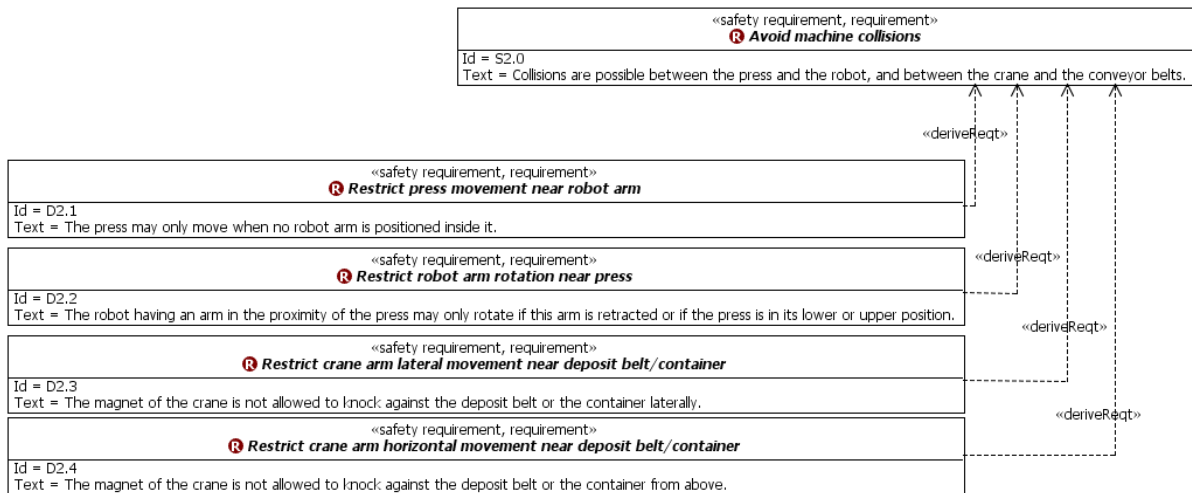 «safety requirement, requirement»
R Avoid machine collisions
Id = S2.0
Text = Collisions are possible between the press and the robot, and between the crane and the conveyor belts.
«deriveReqt»
«safety requirement, requirement»
R Restrict press movement near robot arm
Id = D2.1
Text = The press may only move when no robot arm is positioned inside it.
«deriveReqt»
«safety requirement, requirement»
R Restrict robot arm rotation near press
Id = D2.2
Text = The robot having an arm in the proximity of the press may only rotate if this arm is retracted or if the press is in its lower or upper position.
«deriveReqt»
«safety requirement, requirement»
R Restrict crane arm lateral movement near deposit belt/container
Id = D2.3
Text = The magnet of the crane is not allowed to knock against the deposit belt or the container laterally.
«deriveReqt»
«safety requirement, requirement»
R Restrict crane arm horizontal movement near deposit belt/container
Id = D2.4
Text = The magnet of the crane is not allowed to knock against the deposit belt or the container from above.